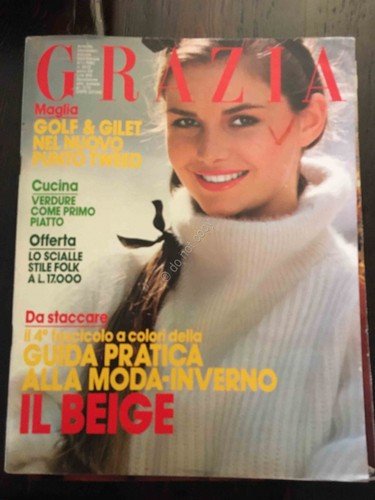 GRAZIA
Maglia
GOLF & GILET
NEL NUOVO
PUNTO TWEED
Cucina
VERDURE
COME PRIMO
PIATTO
Offerta
LO SCIALLE
STILE FOLK
A L. 17.000
Da staccare
il 4° fascicolo a colori della
GUIDA PRATICA
ALLA MODA-INVERNO
IL BEIGE